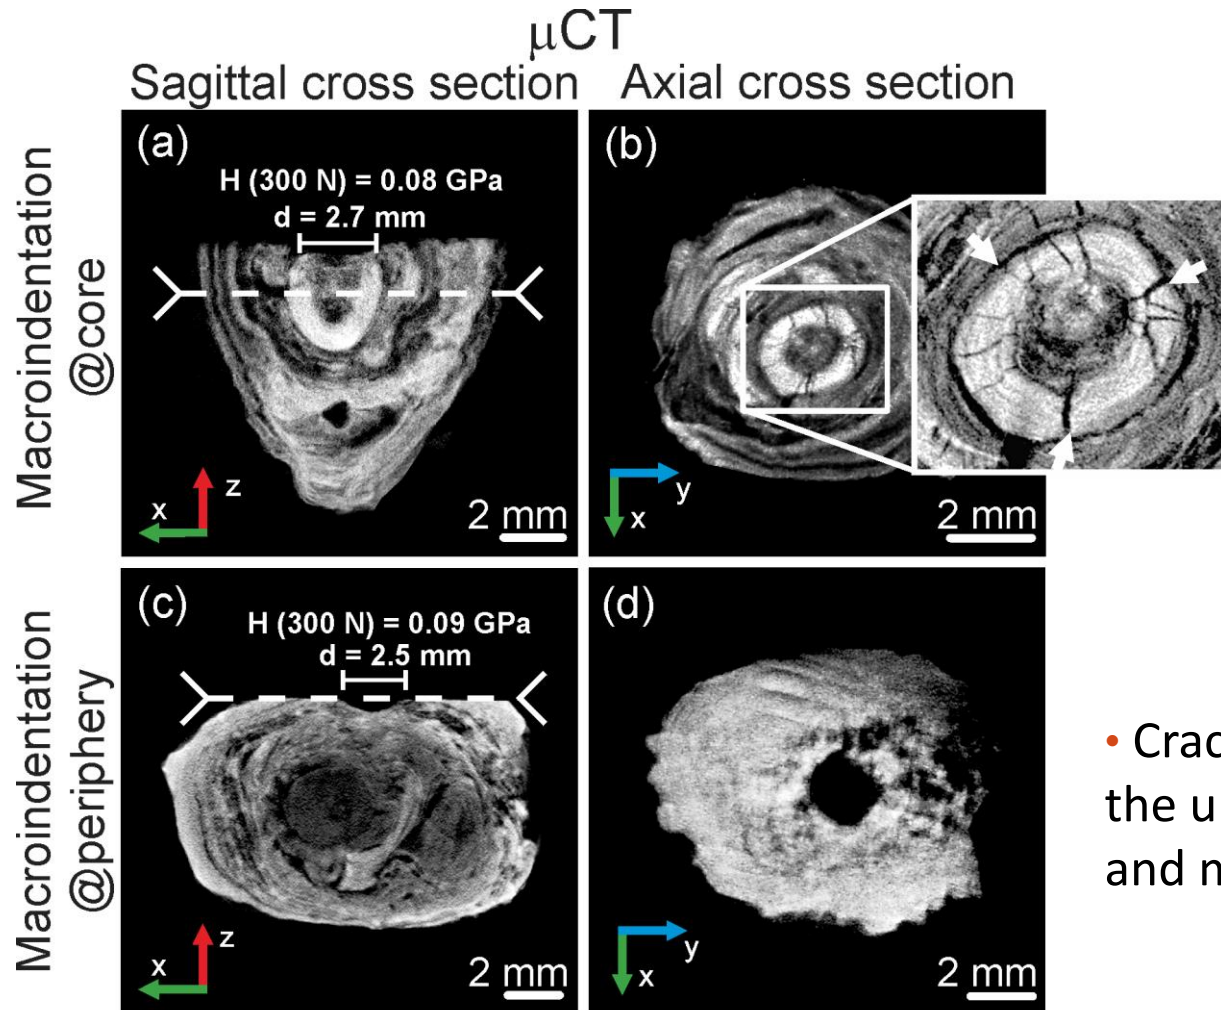 μCT
Sagittal cross section
Axial cross section
Macroindentation
@core
(a)
H (300 N) = 0.08 GPa
d = 2.7 mm
z
x
2 mm
(b)
y
x
2 mm
Macroindentation
@periphery
(c)
H (300 N) = 0.09 GPa
d = 2.5 mm
z
x
2 mm
(d)
y
x
2 mm
• Crac
the u
and m